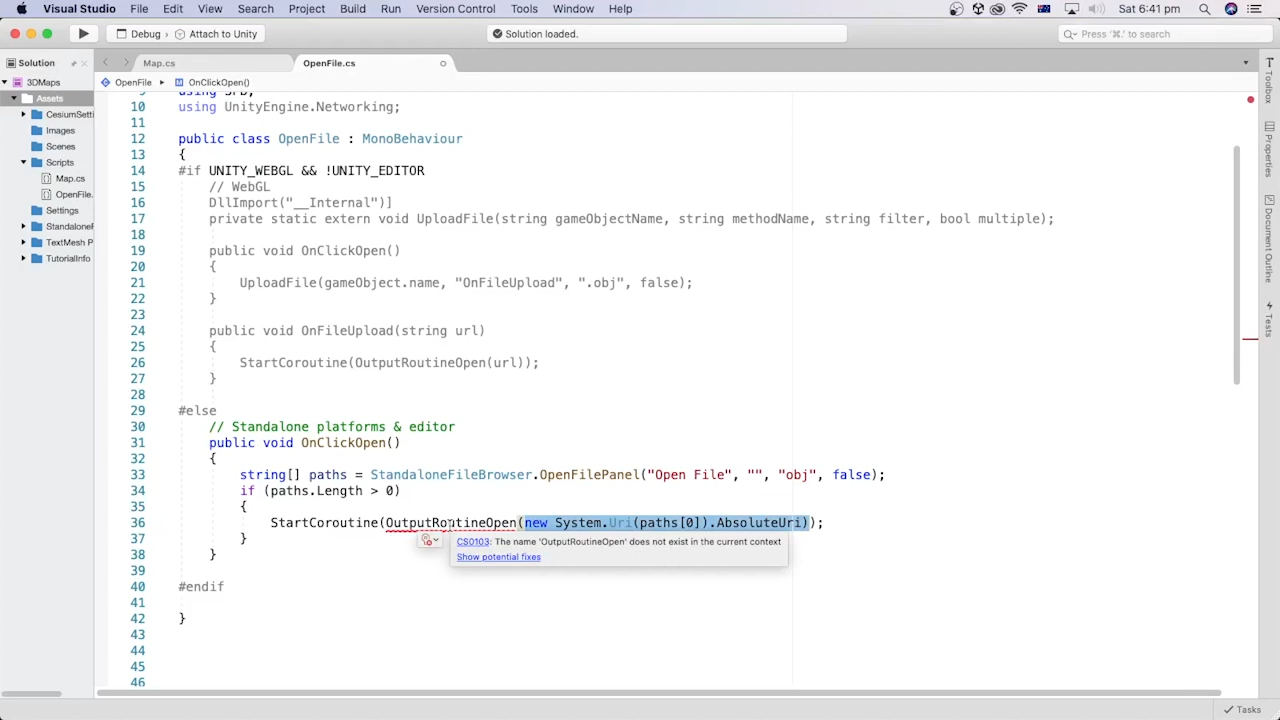 Visual Studio File Edit View Search Project Build Run Version Control Tools Window Help Sat 6:41 pm
Debug › Attach to Unity Solution loaded. Press '⌘.' to search
Solution Map.cs OpenFile.cs
3DMaps OpenFile ▸ OnClickOpen()
Assets
CesiumSetti
Images
Scenes
Scripts
Map.cs
OpenFile.
Settings
StandaloneF
TextMesh P
TutorialInfo
10 using UnityEngine.Networking;
11
12 public class OpenFile : MonoBehaviour
13 {
14 #if UNITY_WEBGL && !UNITY_EDITOR
15 // WebGL
16 DllImport("__Internal")]
17 private static extern void UploadFile(string gameObjectName, string methodName, string filter, bool multiple);
18
19 public void OnClickOpen()
20 {
21 UploadFile(gameObject.name, "OnFileUpload", ".obj", false);
22 }
23
24 public void OnFileUpload(string url)
25 {
26 StartCoroutine(OutputRoutineOpen(url));
27 }
28
29 #else
30 // Standalone platforms & editor
31 public void OnClickOpen()
32 {
33 string[] paths = StandaloneFileBrowser.OpenFilePanel("Open File", "", "obj", false);
34 if (paths.Length > 0)
35 {
36 StartCoroutine(OutputRoutineOpen(new System.Uri(paths[0]).AbsoluteUri));
37 }
CS0103: The name 'OutputRoutineOpen' does not exist in the current context
Show potential fixes
38 }
39
40 #endif
41
42 }
43
44
45
46
Toolbox
Properties
Document Outline
Tests
Tasks